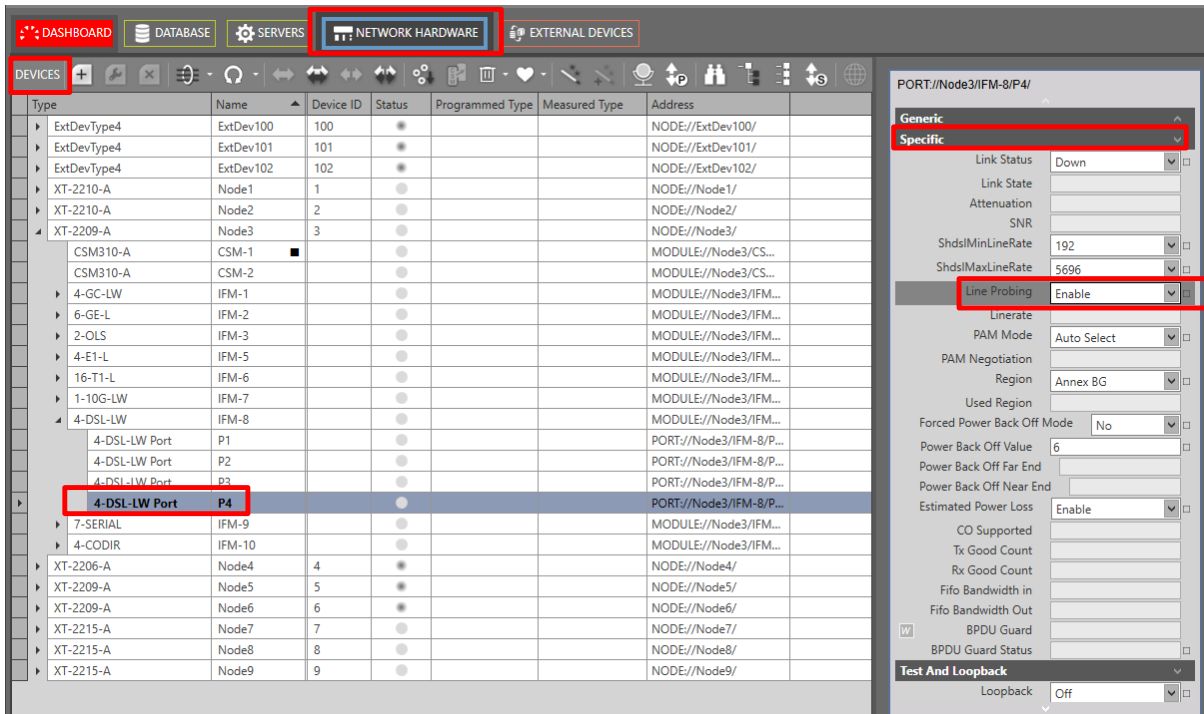 DASHBOARD DATABASE SERVERS NETWORK HARDWARE EXTERNAL DEVICES
DEVICES
Type Name Device ID Status Programmed Type Measured Type Address
ExtDevType4 ExtDev100 100 NODE://ExtDev100/
ExtDevType4 ExtDev101 101 NODE://ExtDev101/
ExtDevType4 ExtDev102 102 NODE://ExtDev102/
XT-2210-A Node1 1 NODE://Node1/
XT-2210-A Node2 2 NODE://Node2/
XT-2209-A Node3 3 NODE://Node3/
CSM310-A CSM-1 MODULE://Node3/CS...
CSM310-A CSM-2 MODULE://Node3/CS...
4-GC-LW IFM-1 MODULE://Node3/IFM...
6-GE-L IFM-2 MODULE://Node3/IFM...
2-OLS IFM-3 MODULE://Node3/IFM...
4-E1-L IFM-5 MODULE://Node3/IFM...
16-T1-L IFM-6 MODULE://Node3/IFM...
1-10G-LW IFM-7 MODULE://Node3/IFM...
4-DSL-LW IFM-8 MODULE://Node3/IFM...
4-DSL-LW Port P1 PORT://Node3/IFM-8/P...
4-DSL-LW Port P2 PORT://Node3/IFM-8/P...
4-DSL-LW Port P3 PORT://Node3/IFM-8/P...
4-DSL-LW Port P4 PORT://Node3/IFM-8/P...
7-SERIAL IFM-9 MODULE://Node3/IFM...
4-CODIR IFM-10 MODULE://Node3/IFM...
XT-2206-A Node4 4 NODE://Node4/
XT-2209-A Node5 5 NODE://Node5/
XT-2209-A Node6 6 NODE://Node6/
XT-2215-A Node7 7 NODE://Node7/
XT-2215-A Node8 8 NODE://Node8/
XT-2215-A Node9 9 NODE://Node9/
PORT://Node3/IFM-8/P4/
Generic
Specific
Link Status Down
Link State
Attenuation
SNR
ShdslMinLineRate 192
ShdslMaxLineRate 5696
Line Probing Enable
Linerate
PAM Mode Auto Select
PAM Negotiation
Region Annex BG
Used Region
Forced Power Back Off Mode No
Power Back Off Value 6
Power Back Off Far End
Power Back Off Near End
Estimated Power Loss Enable
CO Supported
Tx Good Count
Rx Good Count
Fifo Bandwidth in
Fifo Bandwidth Out
W BPDU Guard
BPDU Guard Status
Test And Loopback
Loopback Off